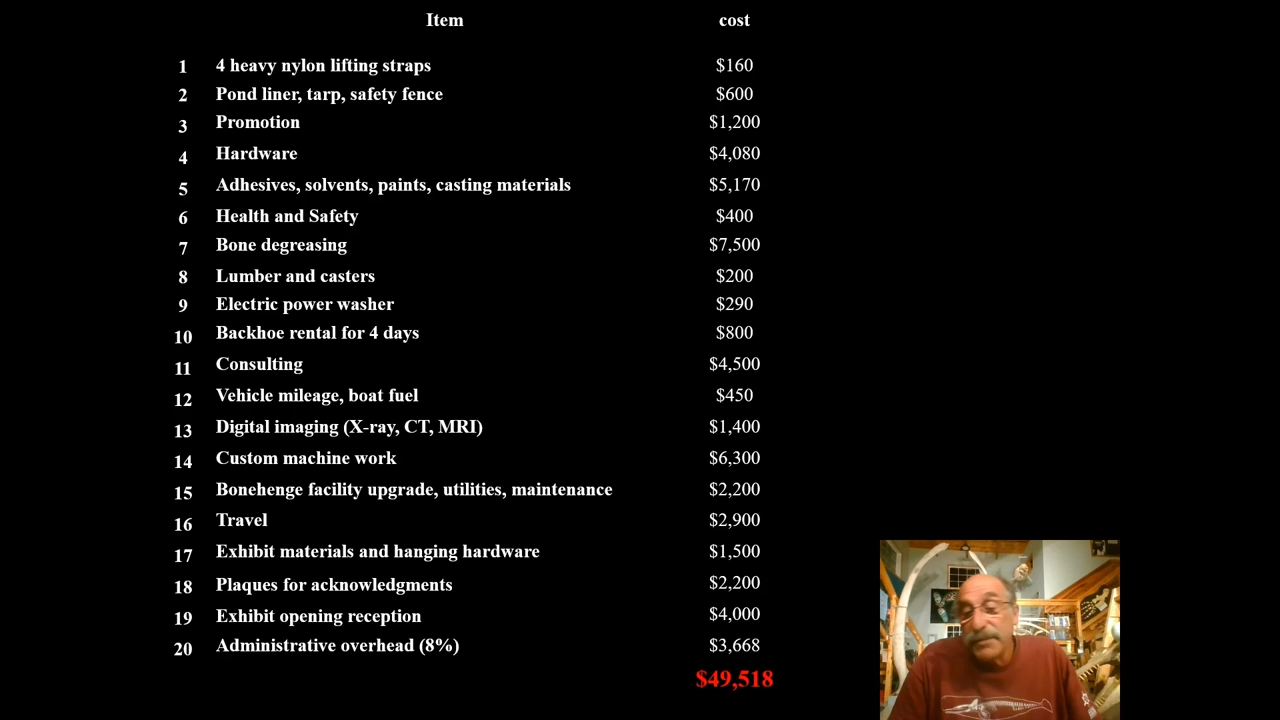 Item cost
1 4 heavy nylon lifting straps $160
2 Pond liner, tarp, safety fence $600
3 Promotion $1,200
4 Hardware $4,080
5 Adhesives, solvents, paints, casting materials $5,170
6 Health and Safety $400
7 Bone degreasing $7,500
8 Lumber and casters $200
9 Electric power washer $290
10 Backhoe rental for 4 days $800
11 Consulting $4,500
12 Vehicle mileage, boat fuel $450
13 Digital imaging (X-ray, CT, MRI) $1,400
14 Custom machine work $6,300
15 Bonehenge facility upgrade, utilities, maintenance $2,200
16 Travel $2,900
17 Exhibit materials and hanging hardware $1,500
18 Plaques for acknowledgments $2,200
19 Exhibit opening reception $4,000
20 Administrative overhead (8%) $3,668
$49,518